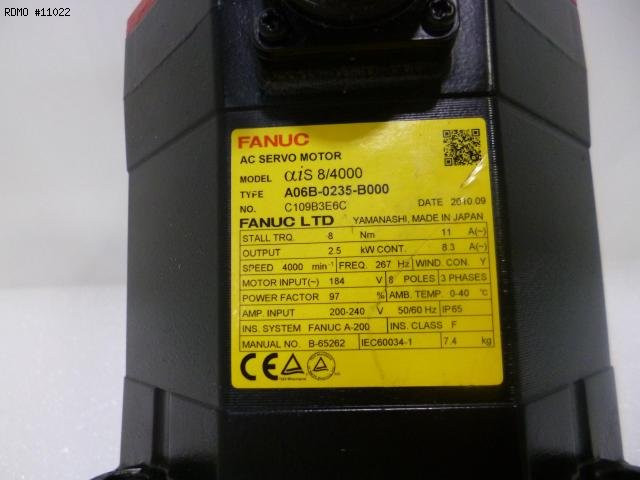 RDMO #11022
FANUC
AC SERVO MOTOR
MODEL αiS 8/4000
TYPE A06B-0235-B000
NO. C109B3E6C DATE 2010.09
FANUC LTD YAMANASHI, MADE IN JAPAN
STALL TRQ. 8 Nm 11 A(~)
OUTPUT 2.5 kW CONT. 8.3 A(~)
SPEED 4000 min⁻¹ FREQ. 267 Hz WIND. CON. Y
MOTOR INPUT(~) 184 V 8 POLES 3 PHASES
POWER FACTOR 97 % AMB. TEMP. 0-40 ℃
AMP. INPUT 200-240 V 50/60 Hz IP65
INS. SYSTEM FANUC A-200 INS. CLASS F
MANUAL NO. B-65262 IEC60034-1 7.4 kg
CE